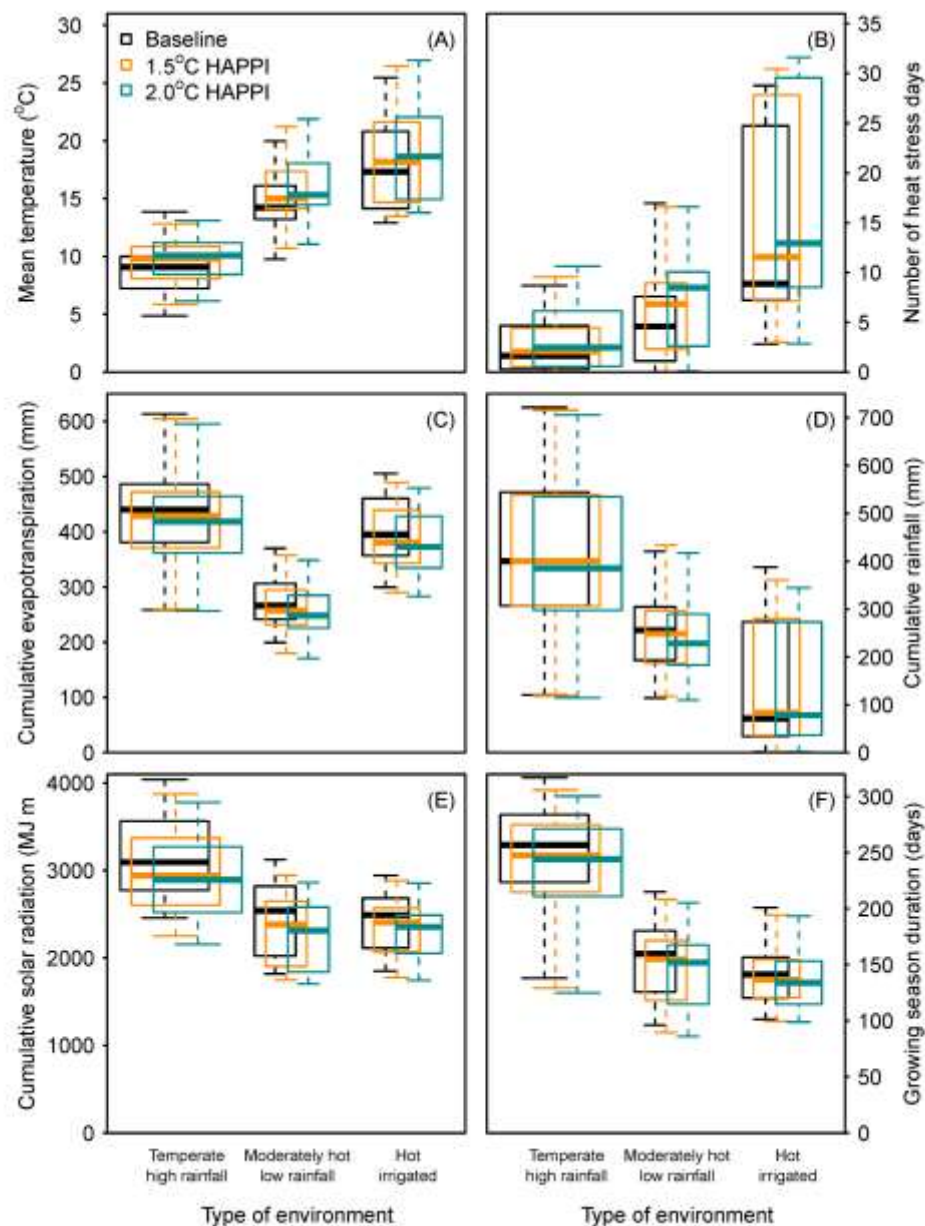 Baseline
1.5°C HAPPI
2.0°C HAPPI
(A)
Mean temperature (°C)
30
25
20
15
10
5
0
(B)
Number of heat stress days
35
30
25
20
15
10
5
0
(C)
Cumulative evapotranspiration (mm)
600
500
400
300
200
100
0
(D)
Cumulative rainfall (mm)
700
600
500
400
300
200
100
0
(E)
Cumulative solar radiation (MJ m
4000
3000
2000
1000
0
(F)
Growing season duration (days)
300
250
200
150
100
50
0
Temperate
high rainfall
Moderately hot
low rainfall
Hot
irrigated
Type of environment
Temperate
high rainfall
Moderately hot
low rainfall
Hot
irrigated
Type of environment